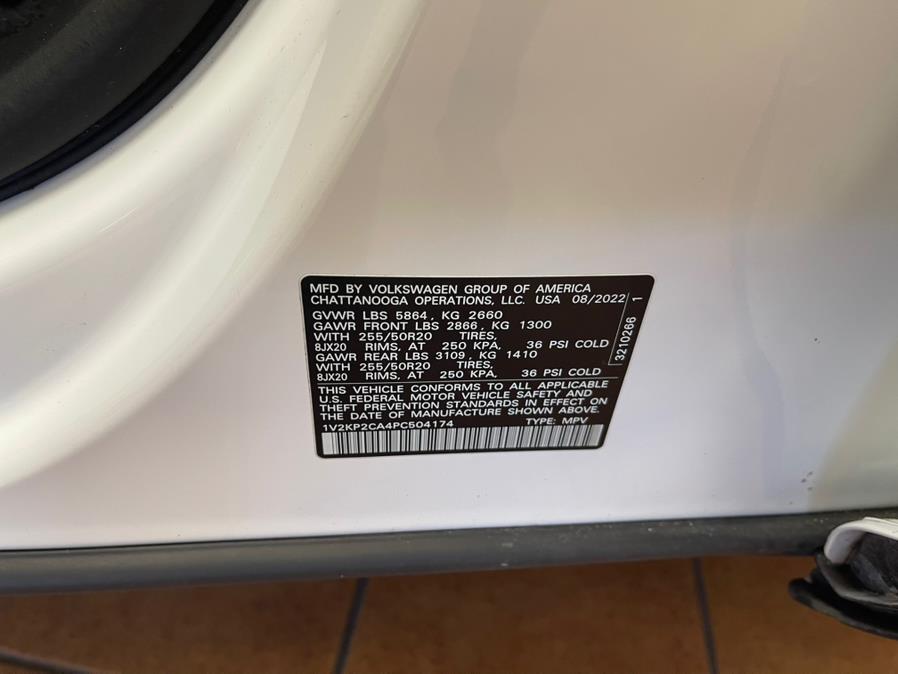 MFD BY VOLKSWAGEN GROUP OF AMERICA
CHATTANOOGA OPERATIONS, LLC. USA 08/2022
GVWR LBS 5864 , KG 2660
GAWR FRONT LBS 2866 , KG 1300
WITH 255/50R20 TIRES,
8JX20 RIMS, AT 250 KPA, 36 PSI COLD
GAWR REAR LBS 3109 , KG 1410
WITH 255/50R20 TIRES,
8JX20 RIMS, AT 250 KPA, 36 PSI COLD
THIS VEHICLE CONFORMS TO ALL APPLICABLE
U.S. FEDERAL MOTOR VEHICLE SAFETY AND
THEFT PREVENTION STANDARDS IN EFFECT ON
THE DATE OF MANUFACTURE SHOWN ABOVE.
1V2KP2CA4PC504174 TYPE: MPV
3210266 1